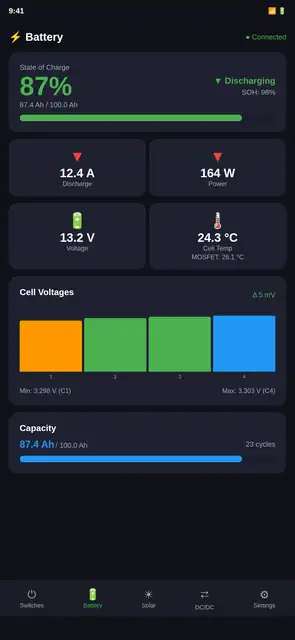 9:41
⚡ Battery
● Connected
State of Charge
87%
▼ Discharging
87.4 Ah / 100.0 Ah
SOH: 98%
12.4 A
Discharge
164 W
Power
13.2 V
Voltage
24.3 °C
Cell Temp
MOSFET: 26.1 °C
Cell Voltages
Δ 5 mV
1 2 3 4
Min: 3.298 V (C1)
Max: 3.303 V (C4)
Capacity
87.4 Ah / 100.0 Ah
23 cycles
Switches
Battery
Solar
DC/DC
Settings